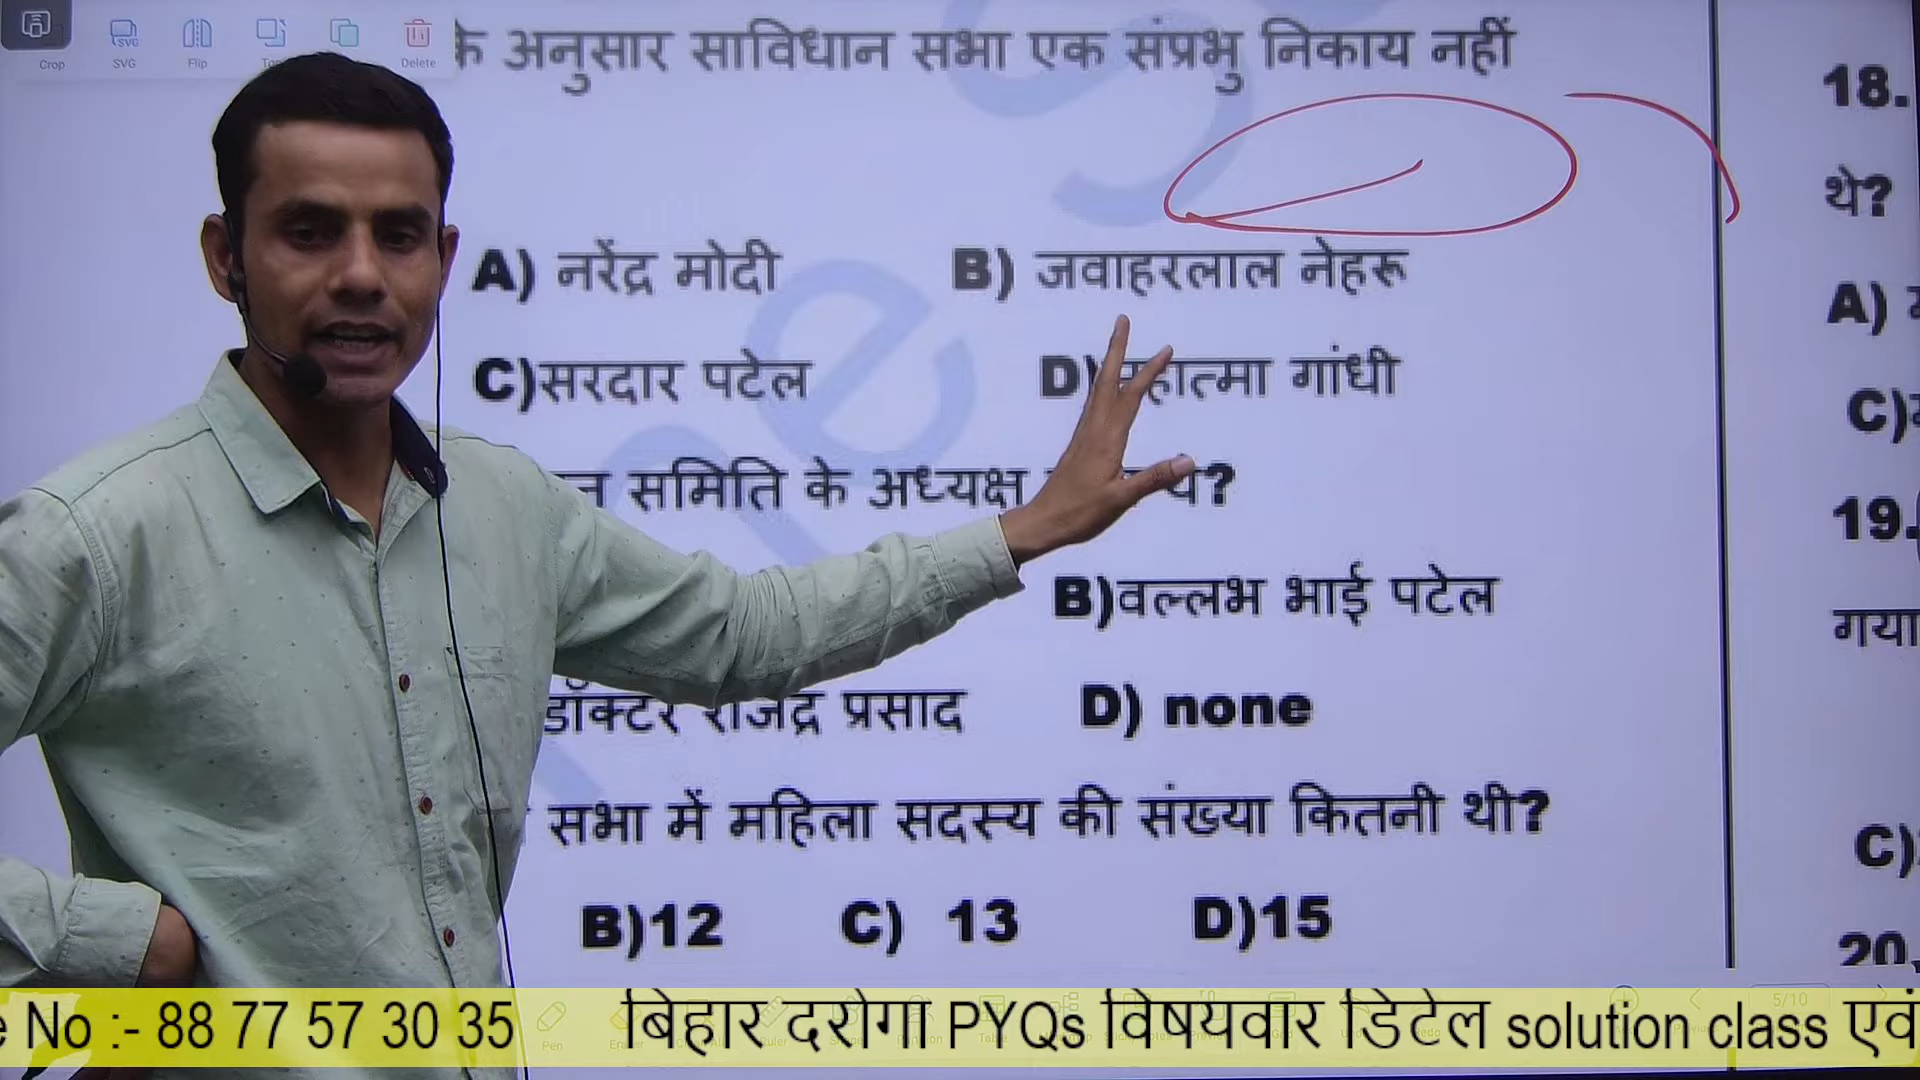 Crop SVG Flip Delete
के अनुसार साविधान सभा एक संप्रभु निकाय नहीं
A) नरेंद्र मोदी B) जवाहरलाल नेहरू
C)सरदार पटेल D) महात्मा गांधी
समिति के अध्यक्ष थे?
B)वल्लभ भाई पटेल
डॉक्टर राजेंद्र प्रसाद D) none
सभा में महिला सदस्य की संख्या कितनी थी?
B)12 C) 13 D)15
18.
थे?
A)
C)
19.
गया
C)
20.
5/10
No :- 88 77 57 30 35 बिहार दरोगा PYQs विषयवार डिटेल solution class एवं